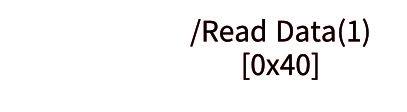 /Read Data(1)
[0x40]